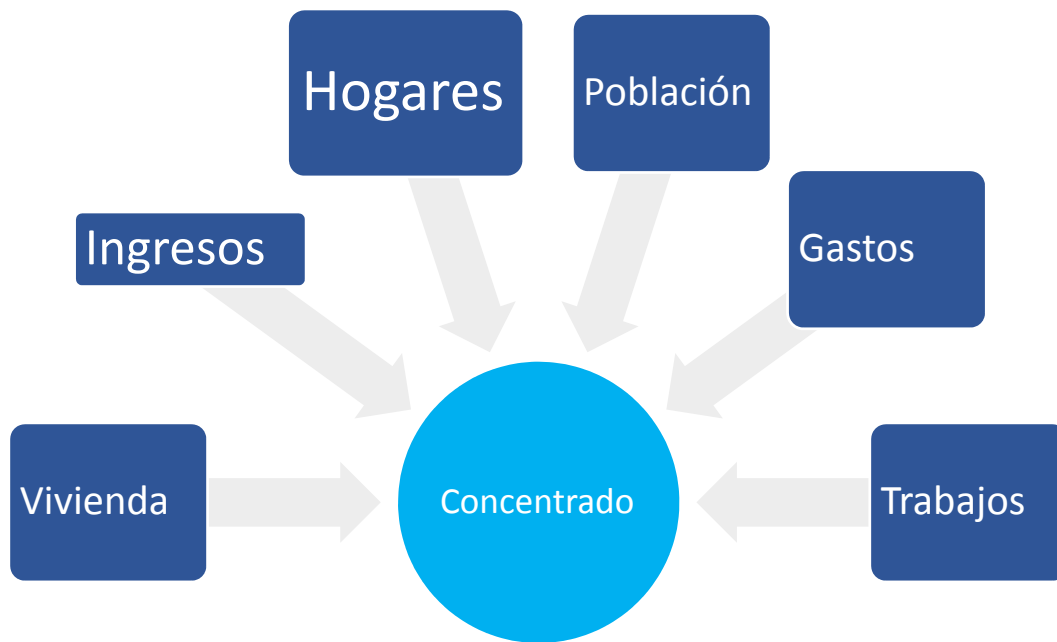 Hogares
Población
Ingresos
Gastos
Vivienda
Concentrado
Trabajos